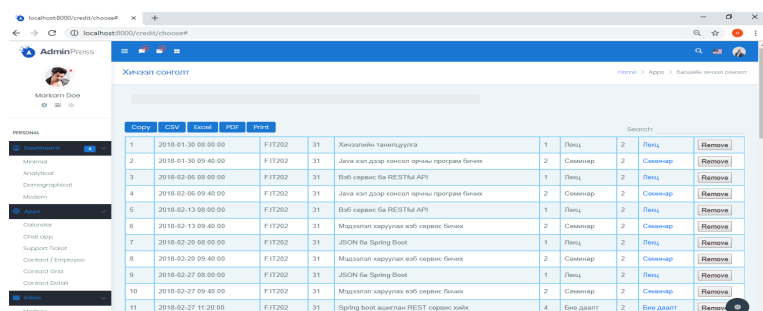 localhost:8000/credit/choose#
localhost:8000/credit/choose#
AdminPress
Markarn Doe
PERSONAL
Dashboard 4
Minimal
Analytical
Demographical
Modern
Apps
Calendar
Chat app
Support Ticket
Contact / Employee
Contact Grid
Contact Detail
Inbox
Хичээл сонголт
Home > Apps > Бакалавр хичээл сонголт
Copy CSV Excel PDF Print
Search:
1 2018-01-30 08:00:00 F.IT202 31 Хичээлийн танилцуулга 1 Лекц 2 Лекц Remove
2 2018-01-30 09:40:00 F.IT202 31 Java хэл дээр консол орчны програм бичих 1 Семинар 2 Семинар Remove
3 2018-02-06 08:00:00 F.IT202 31 Вэб сервис ба RESTful API 1 Лекц 2 Лекц Remove
4 2018-02-06 09:40:00 F.IT202 31 Java хэл дээр консол орчны програм бичих 1 Семинар 2 Семинар Remove
5 2018-02-13 08:00:00 F.IT202 31 Вэб сервис ба RESTful API 1 Лекц 2 Лекц Remove
6 2018-02-13 09:40:00 F.IT202 31 Мэдээлэл харуулах вэб сервис бичих 1 Семинар 2 Семинар Remove
7 2018-02-20 08:00:00 F.IT202 31 JSON ба Spring Boot 1 Лекц 2 Лекц Remove
8 2018-02-20 09:40:00 F.IT202 31 Мэдээлэл харуулах вэб сервис бичих 1 Семинар 2 Семинар Remove
9 2018-02-27 08:00:00 F.IT202 31 JSON ба Spring Boot 1 Лекц 2 Лекц Remove
10 2018-02-27 09:40:00 F.IT202 31 Мэдээлэл харуулах вэб сервис бичих 1 Семинар 2 Семинар Remove
11 2018-02-27 11:20:00 F.IT202 31 Spring boot ашиглан REST сервис хийх 4 Бие даалт 2 Бие даалт Remove